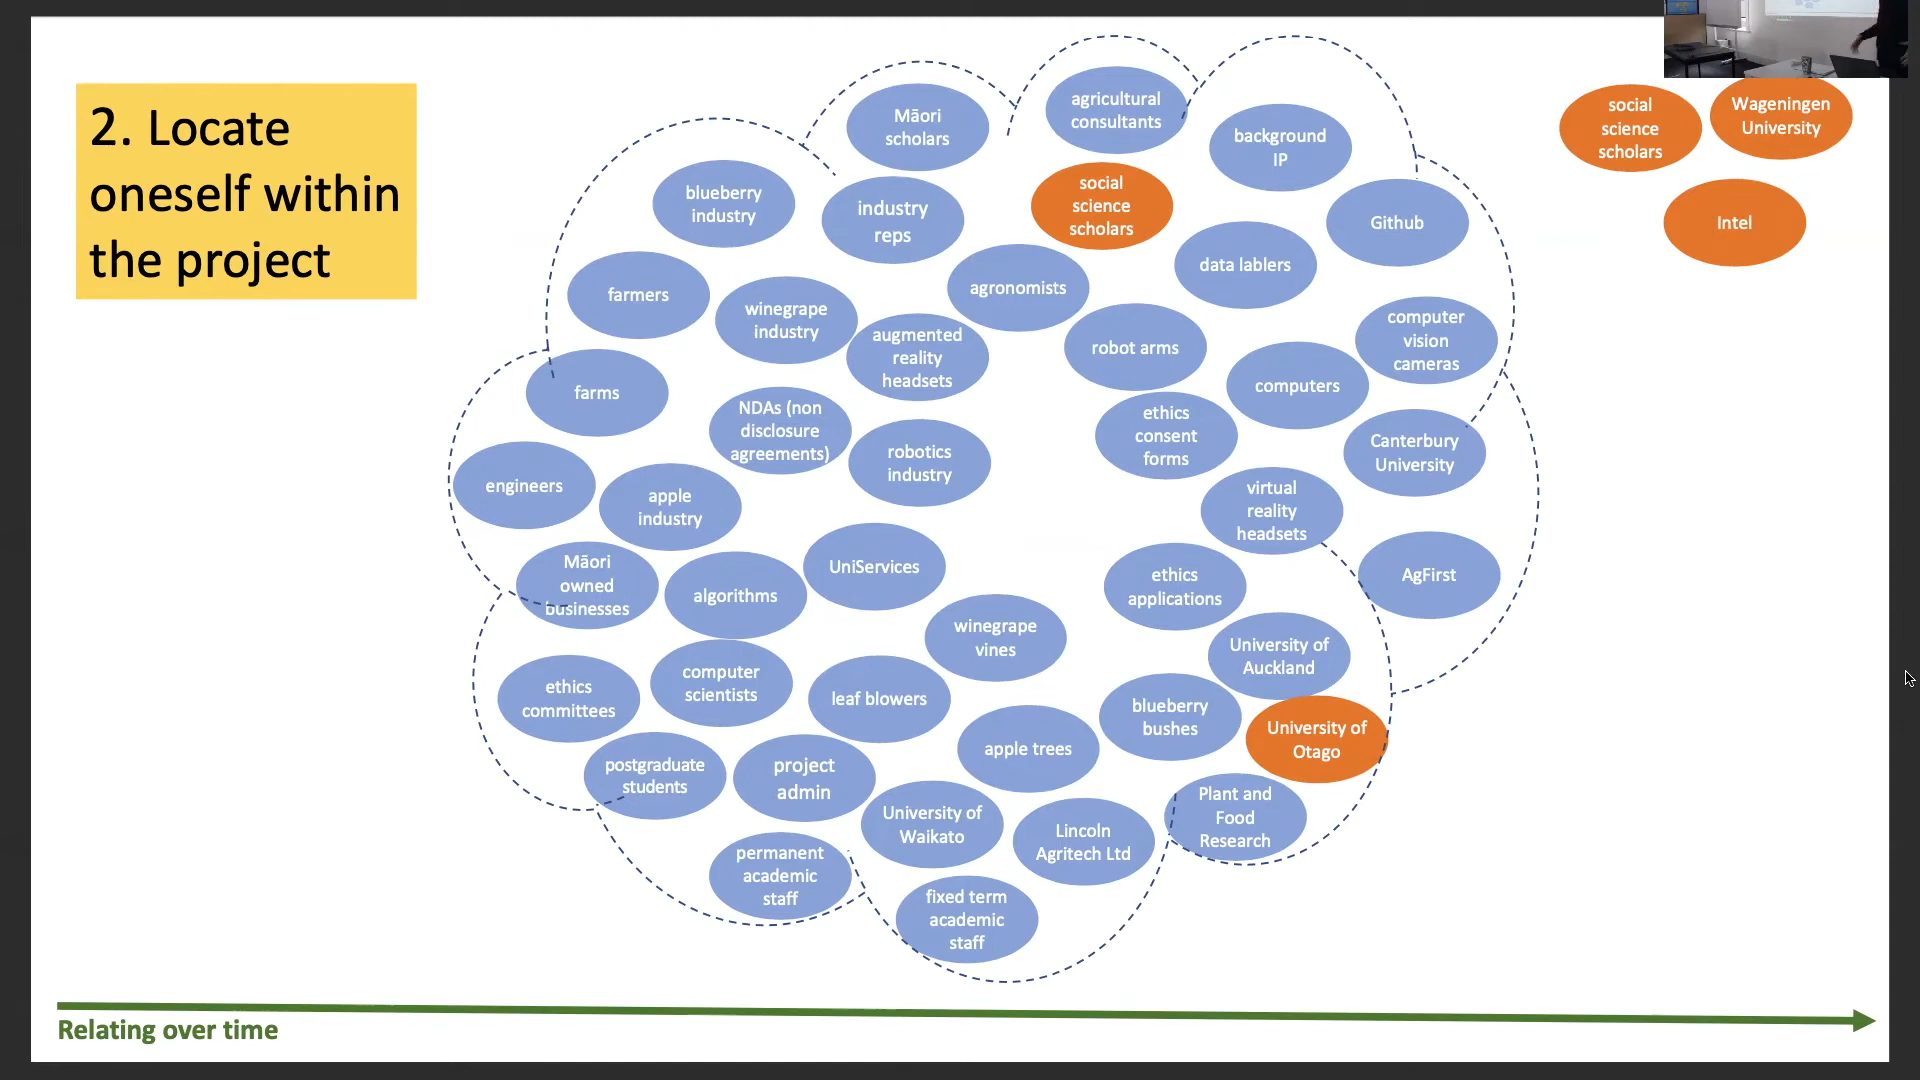 2. Locate
oneself within
the project
Māori
scholars
agricultural
consultants
background
IP
social
science
scholars
Wageningen
University
Intel
blueberry
industry
industry
reps
social
science
scholars
Github
data lablers
agronomists
farmers
winegrape
industry
augmented
reality
headsets
robot arms
computer
vision
cameras
computers
farms
NDAs (non
disclosure
agreements)
robotics
industry
ethics
consent
forms
Canterbury
University
engineers
apple
industry
virtual
reality
headsets
Māori
owned
businesses
algorithms
UniServices
ethics
applications
AgFirst
winegrape
vines
University of
Auckland
ethics
committees
computer
scientists
leaf blowers
blueberry
bushes
University of
Otago
apple trees
postgraduate
students
project
admin
University of
Waikato
Lincoln
Agritech Ltd
Plant and
Food
Research
permanent
academic
staff
fixed term
academic
staff
Relating over time